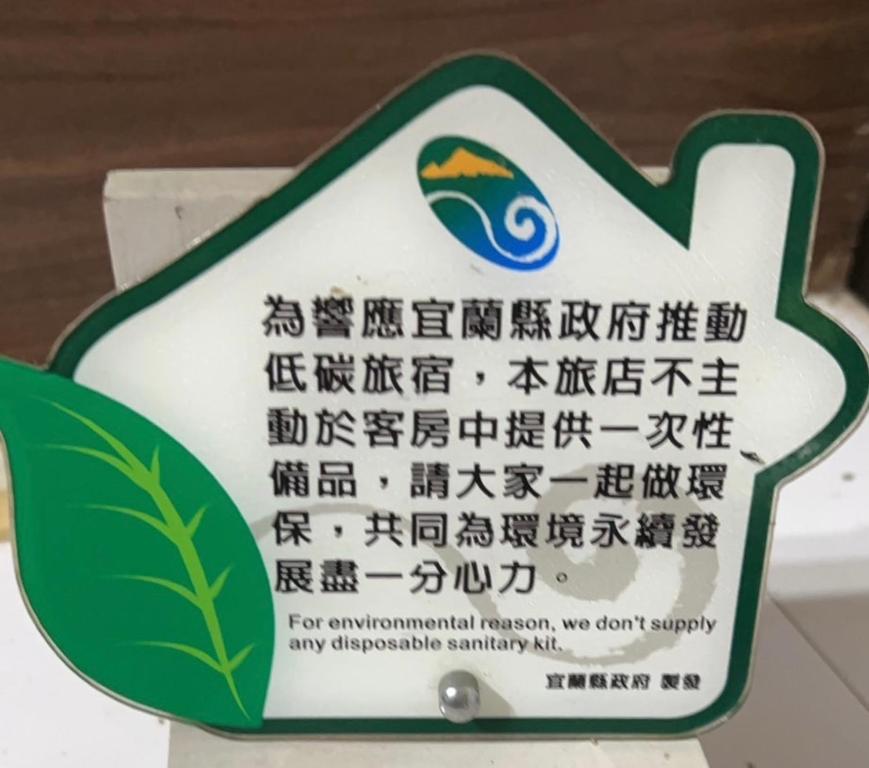 為響應宜蘭縣政府推動
低碳旅宿，本旅店不主
動於客房中提供一次性
備品，請大家一起做環
保，共同為環境永續發
展盡一分心力。
For environmental reason, we don't supply
any disposable sanitary kit.
宜蘭縣政府 製發